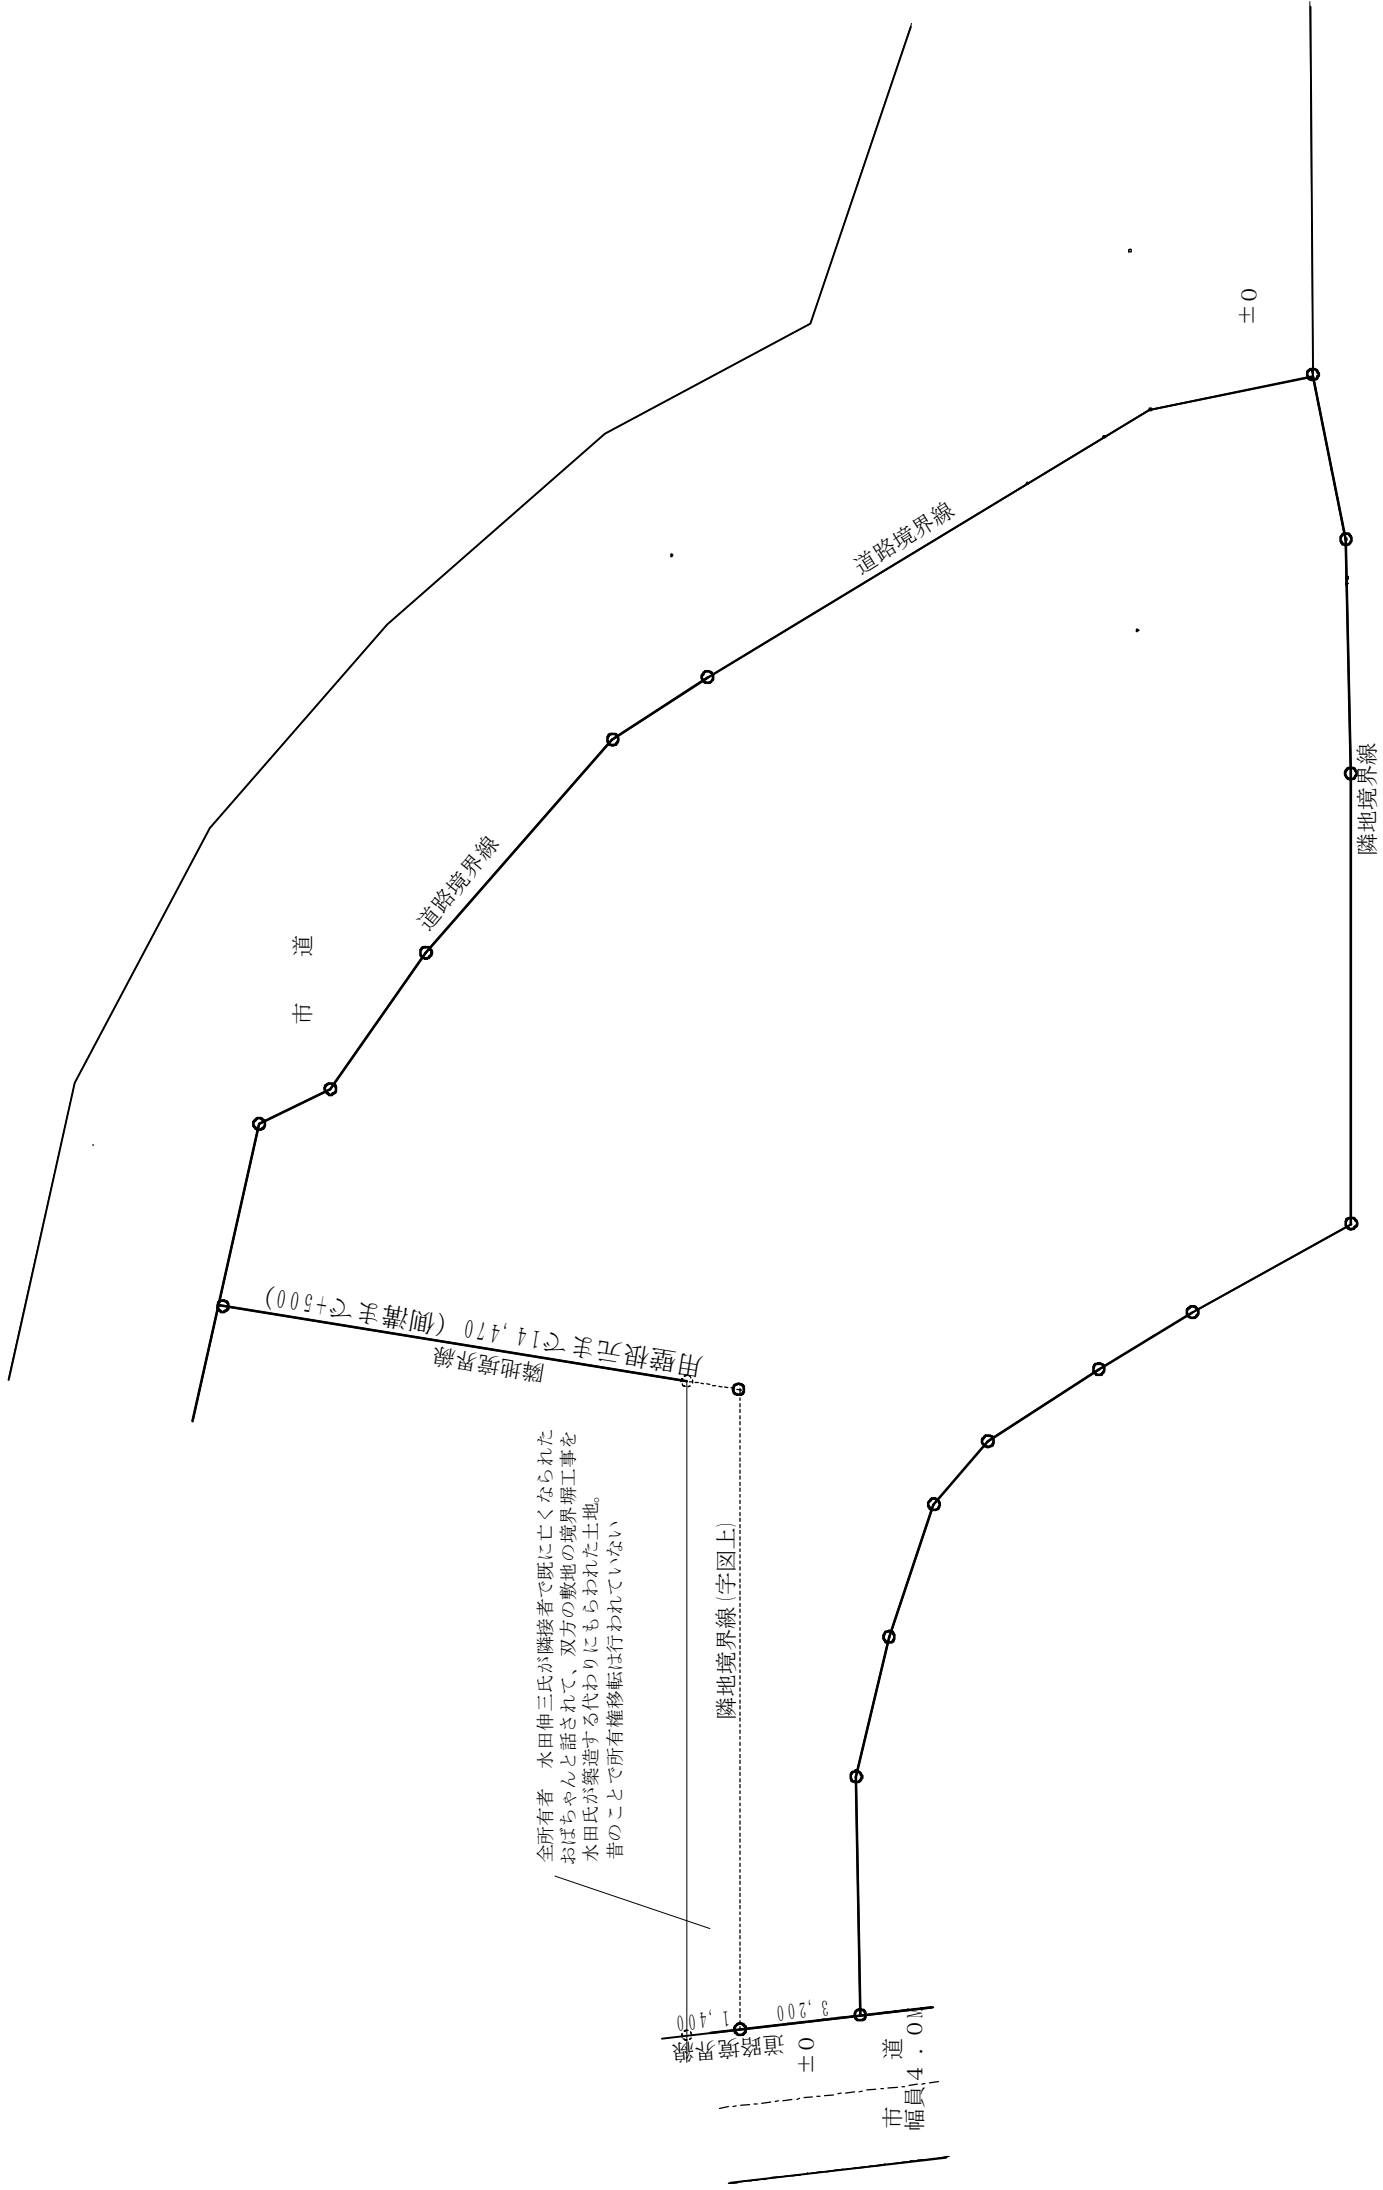 市　道
道路境界線
道路境界線
±0
隣地境界線
用壁根元まで14,470 (側溝まで+500)
隣地境界線
全所有者　水田伸三氏が隣接者で既に亡くなられた
おばちゃんと話されて、双方の敷地の境界塀工事を
水田氏が築造する代わりにもらわれた土地。
昔のことで所有権移転は行われていない
隣地境界線(字図上)
1,400
3,200
道路境界線
±0
市　道
幅員4.0M